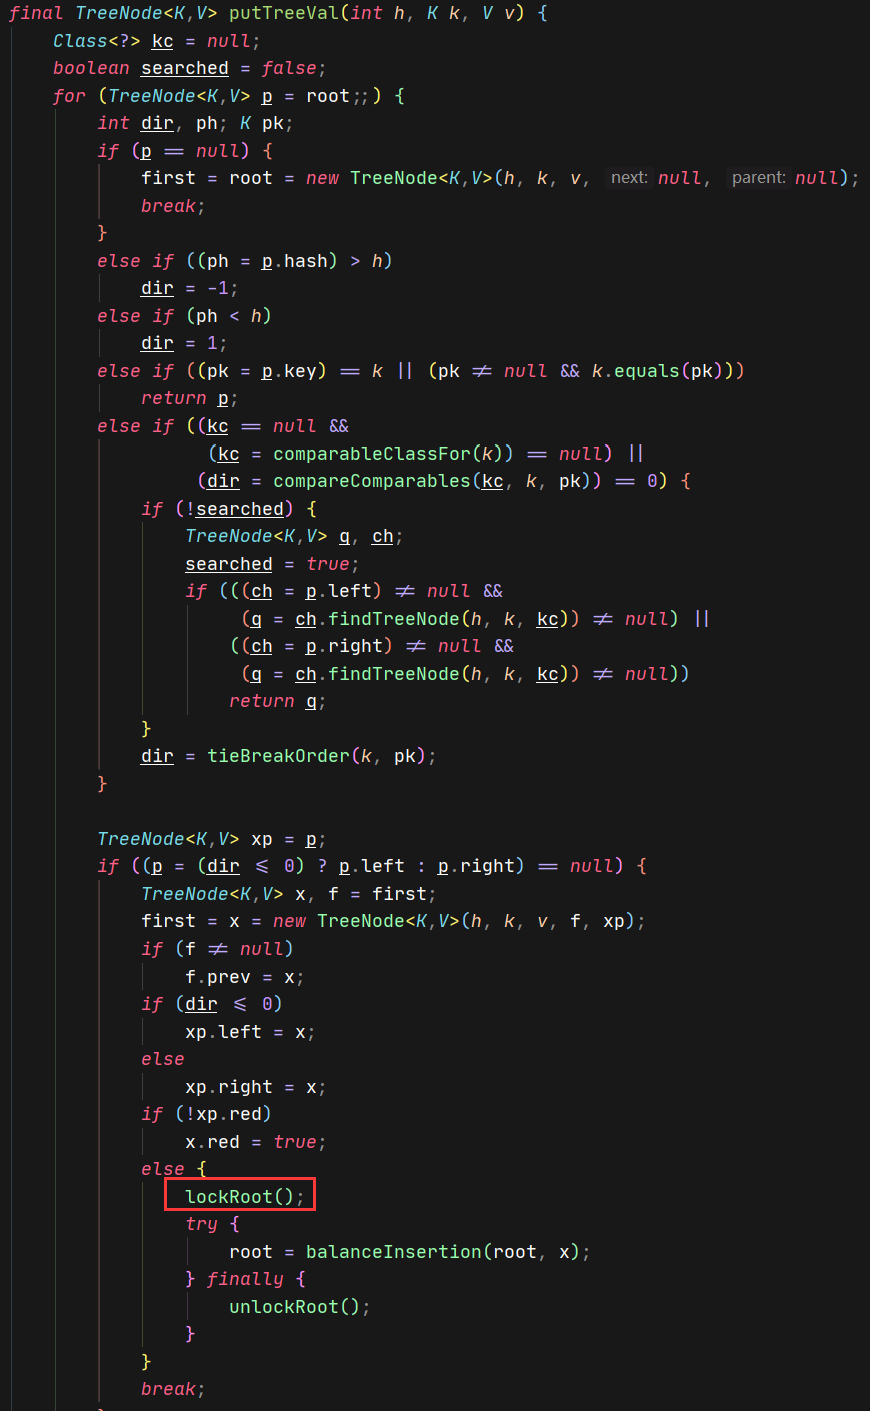 final TreeNode<K,V> putTreeVal(int h, K k, V v) {
Class<?> kc = null;
boolean searched = false;
for (TreeNode<K,V> p = root;;) {
int dir, ph; K pk;
if (p == null) {
first = root = new TreeNode<K,V>(h, k, v, next: null, parent: null);
break;
}
else if ((ph = p.hash) > h)
dir = -1;
else if (ph < h)
dir = 1;
else if ((pk = p.key) == k || (pk != null && k.equals(pk)))
return p;
else if ((kc == null &&
(kc = comparableClassFor(k)) == null) ||
(dir = compareComparables(kc, k, pk)) == 0) {
if (!searched) {
TreeNode<K,V> q, ch;
searched = true;
if (((ch = p.left) != null &&
(q = ch.findTreeNode(h, k, kc)) != null) ||
((ch = p.right) != null &&
(q = ch.findTreeNode(h, k, kc)) != null))
return q;
}
dir = tieBreakOrder(k, pk);
}
TreeNode<K,V> xp = p;
if ((p = (dir <= 0) ? p.left : p.right) == null) {
TreeNode<K,V> x, f = first;
first = x = new TreeNode<K,V>(h, k, v, f, xp);
if (f != null)
f.prev = x;
if (dir <= 0)
xp.left = x;
else
xp.right = x;
if (!xp.red)
x.red = true;
else {
lockRoot();
try {
root = balanceInsertion(root, x);
} finally {
unlockRoot();
}
}
break;